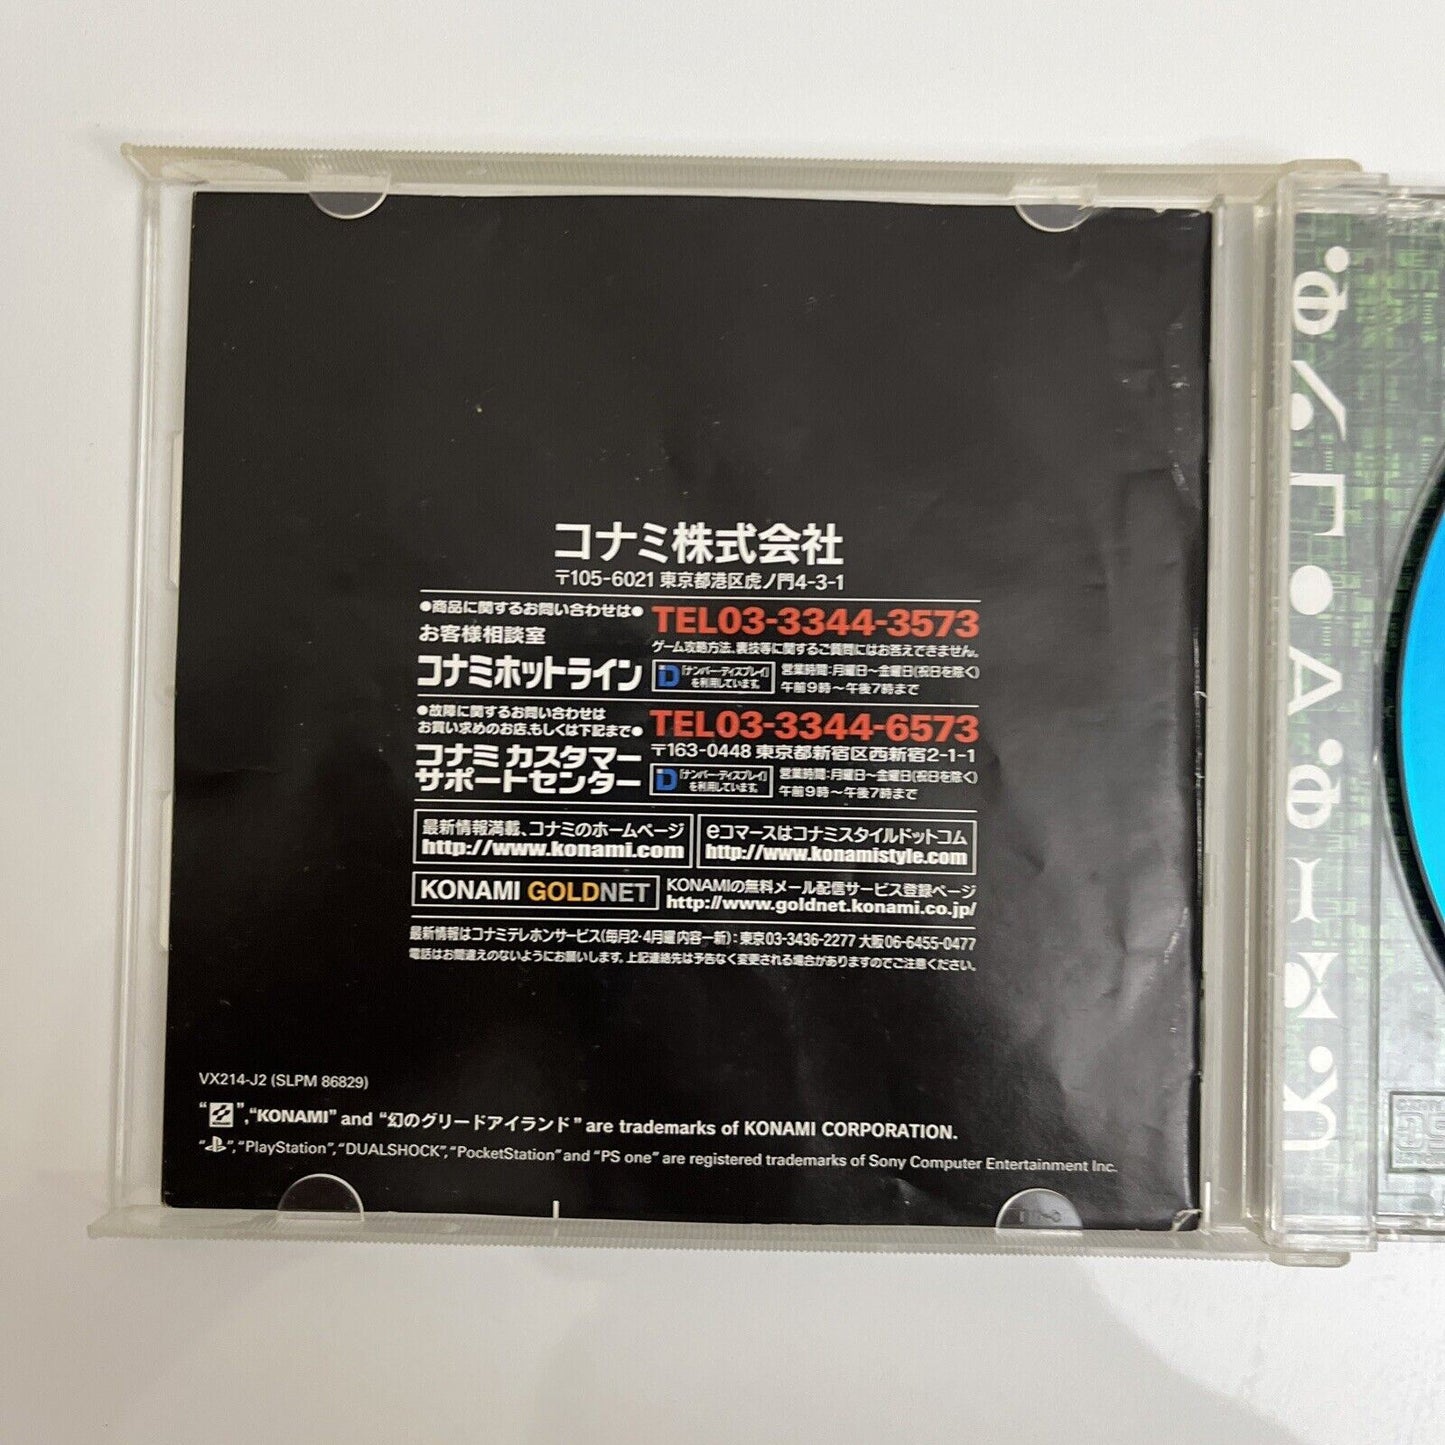 コナミ株式会社
〒105-6021 東京都港区虎ノ門4-3-1
●商品に関するお問い合わせは●
お客様相談室
コナミホットライン
TEL03-3344-3573
ゲーム攻略方法、裏技等に関するご質問にはお答えできません。
「ナンバー・ディスプレイ」
を利用しています。
営業時間:月曜日〜金曜日(祝日を除く)
午前9時〜午後7時まで
●故障に関するお問い合わせは
お買い求めのお店、もしくは下記まで●
コナミ カスタマー
サポートセンター
TEL03-3344-6573
〒163-0448 東京都新宿区西新宿2-1-1
「ナンバー・ディスプレイ」
を利用しています。
営業時間:月曜日〜金曜日(祝日を除く)
午前9時〜午後7時まで
最新情報満載、コナミのホームページ
http://www.konami.com
eコマースはコナミスタイルドットコム
http://www.konamistyle.com
KONAMI GOLDNET
KONAMIの無料メール配信サービス登録ページ
http://www.goldnet.konami.co.jp/
最新情報はコナミテレホンサービス(毎月2・4月曜内容一新):東京03-3436-2277 大阪06-6455-0477
電話はお間違えのないようにお願いします。上記連絡先は予告なく変更される場合がありますのでご注意ください。
VX214-J2 (SLPM 86829)
“KONAMI”, “KONAMI” and “幻のグリードアイランド” are trademarks of KONAMI CORPORATION.
“PS”, “PlayStation”, “DUALSHOCK”, “PocketStation” and “PS one” are registered trademarks of Sony Computer Entertainment Inc.